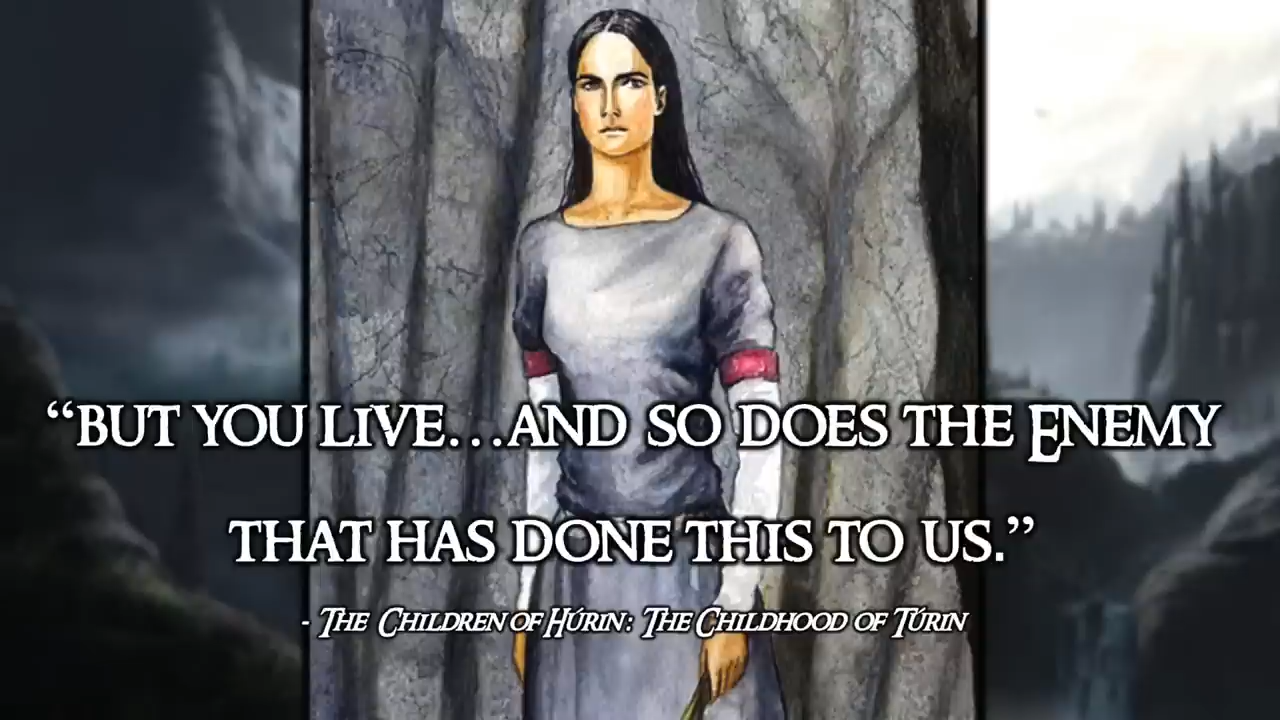 “But you live...and so does the Enemy
that has done this to us.”
- The Children of Húrin: The Childhood of Túrin